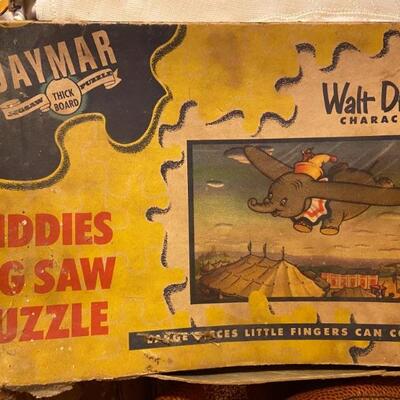 JAYMAR
JIGSAW PUZZLE
THICK
BOARD
Walt Di
CHARAC
IDDIES
G SAW
UZZLE
LARGE PIECES LITTLE FINGERS CAN CO